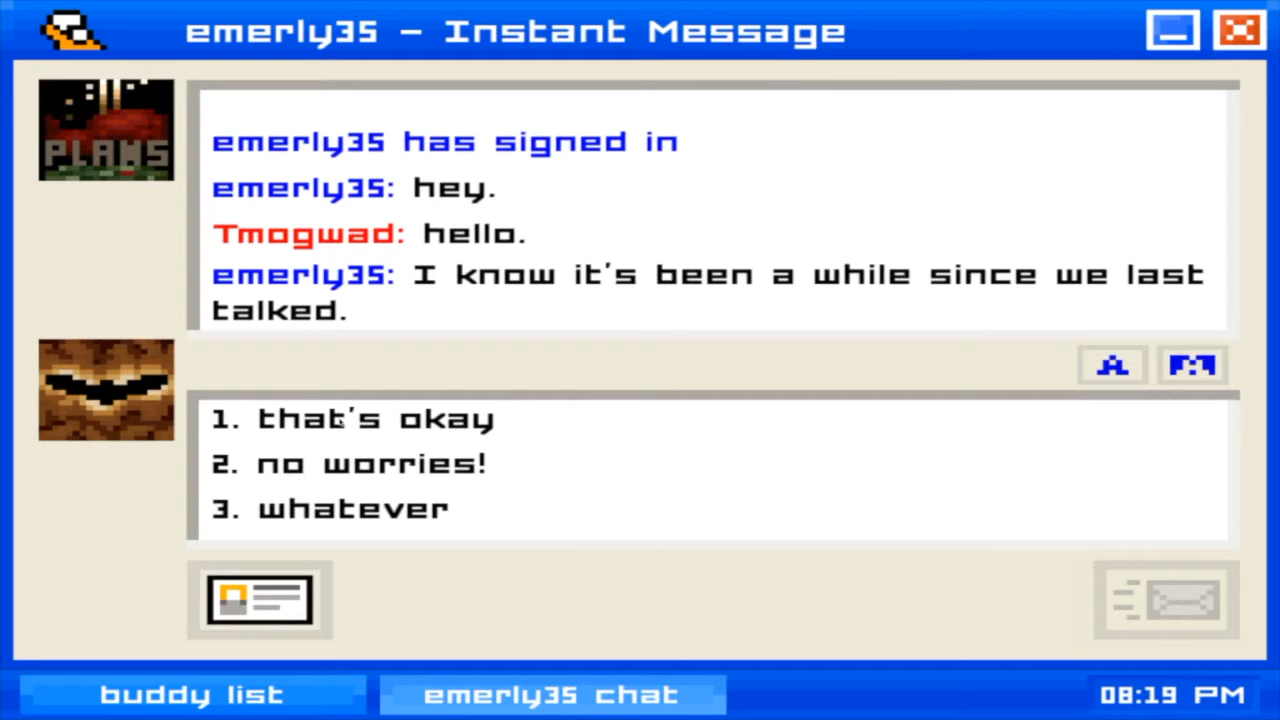 emerly35 - Instant Message
PLAWS
emerly35 has signed in
emerly35: hey.
Tmogwad: hello.
emerly35: I know it's been a while since we last
talked.
A
1. that's okay
2. no worries!
3. whatever
buddy list
emerly35 chat
08:19 PM